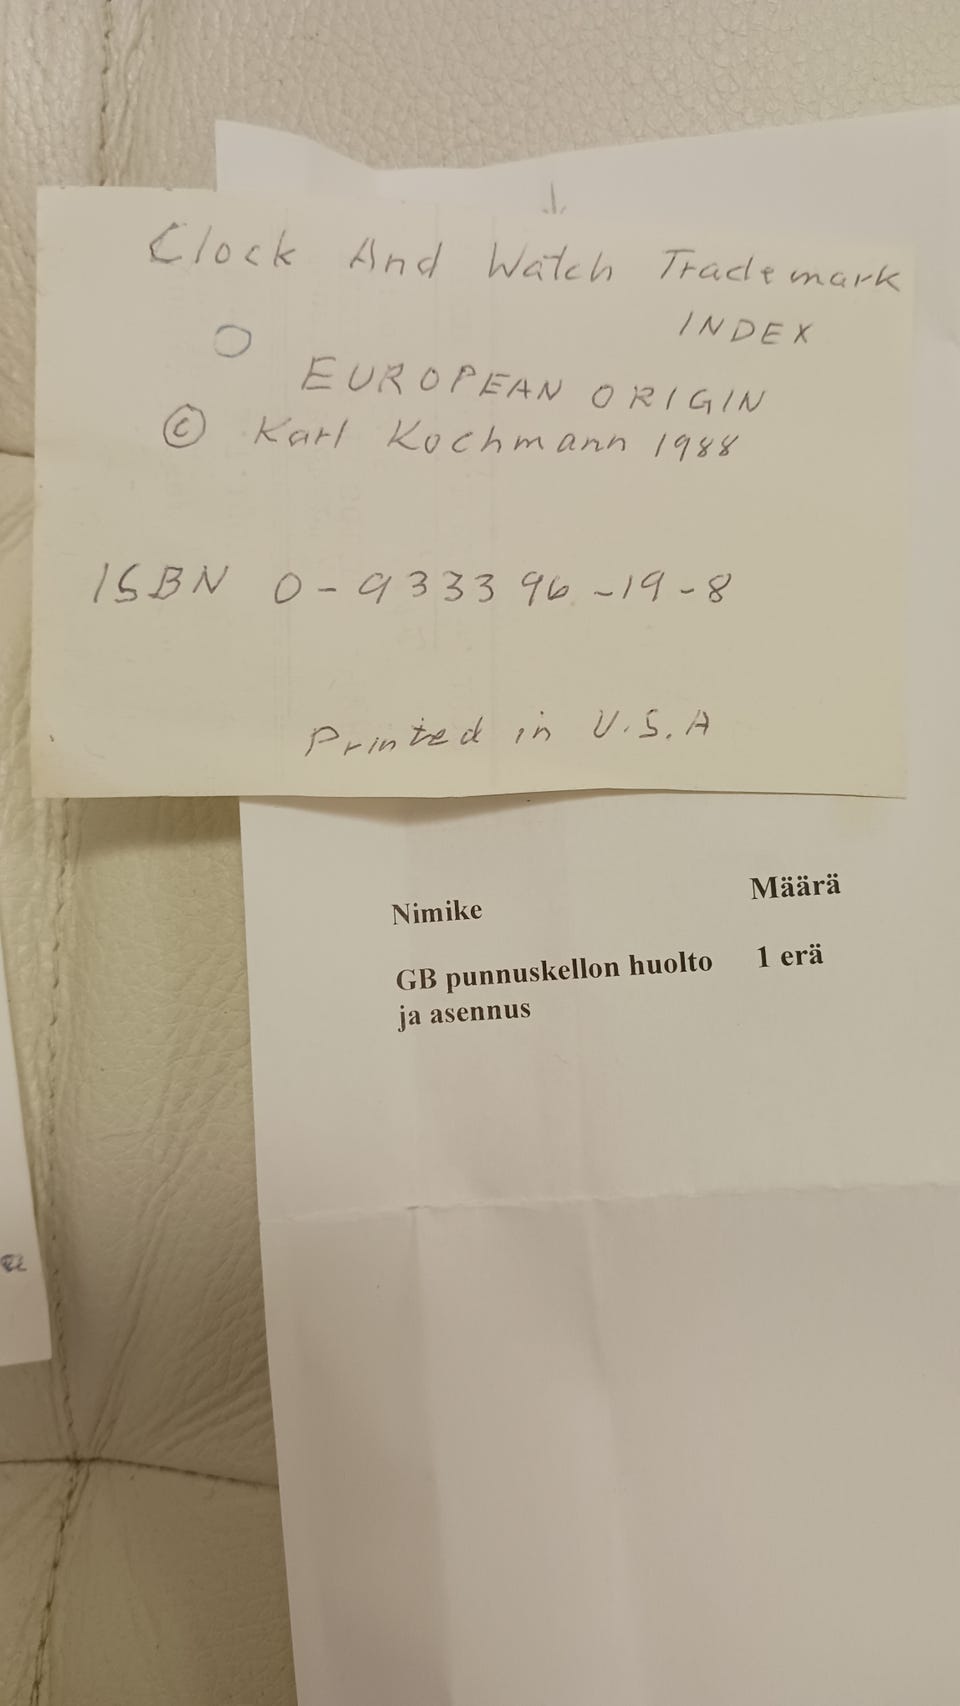 Clock And Watch Trademark
INDEX
EUROPEAN ORIGIN
© Karl Kochmann 1988
ISBN 0-933396-19-8
Printed in U.S.A
Nimike Määrä
GB punnuskellon huolto 1 erä
ja asennus